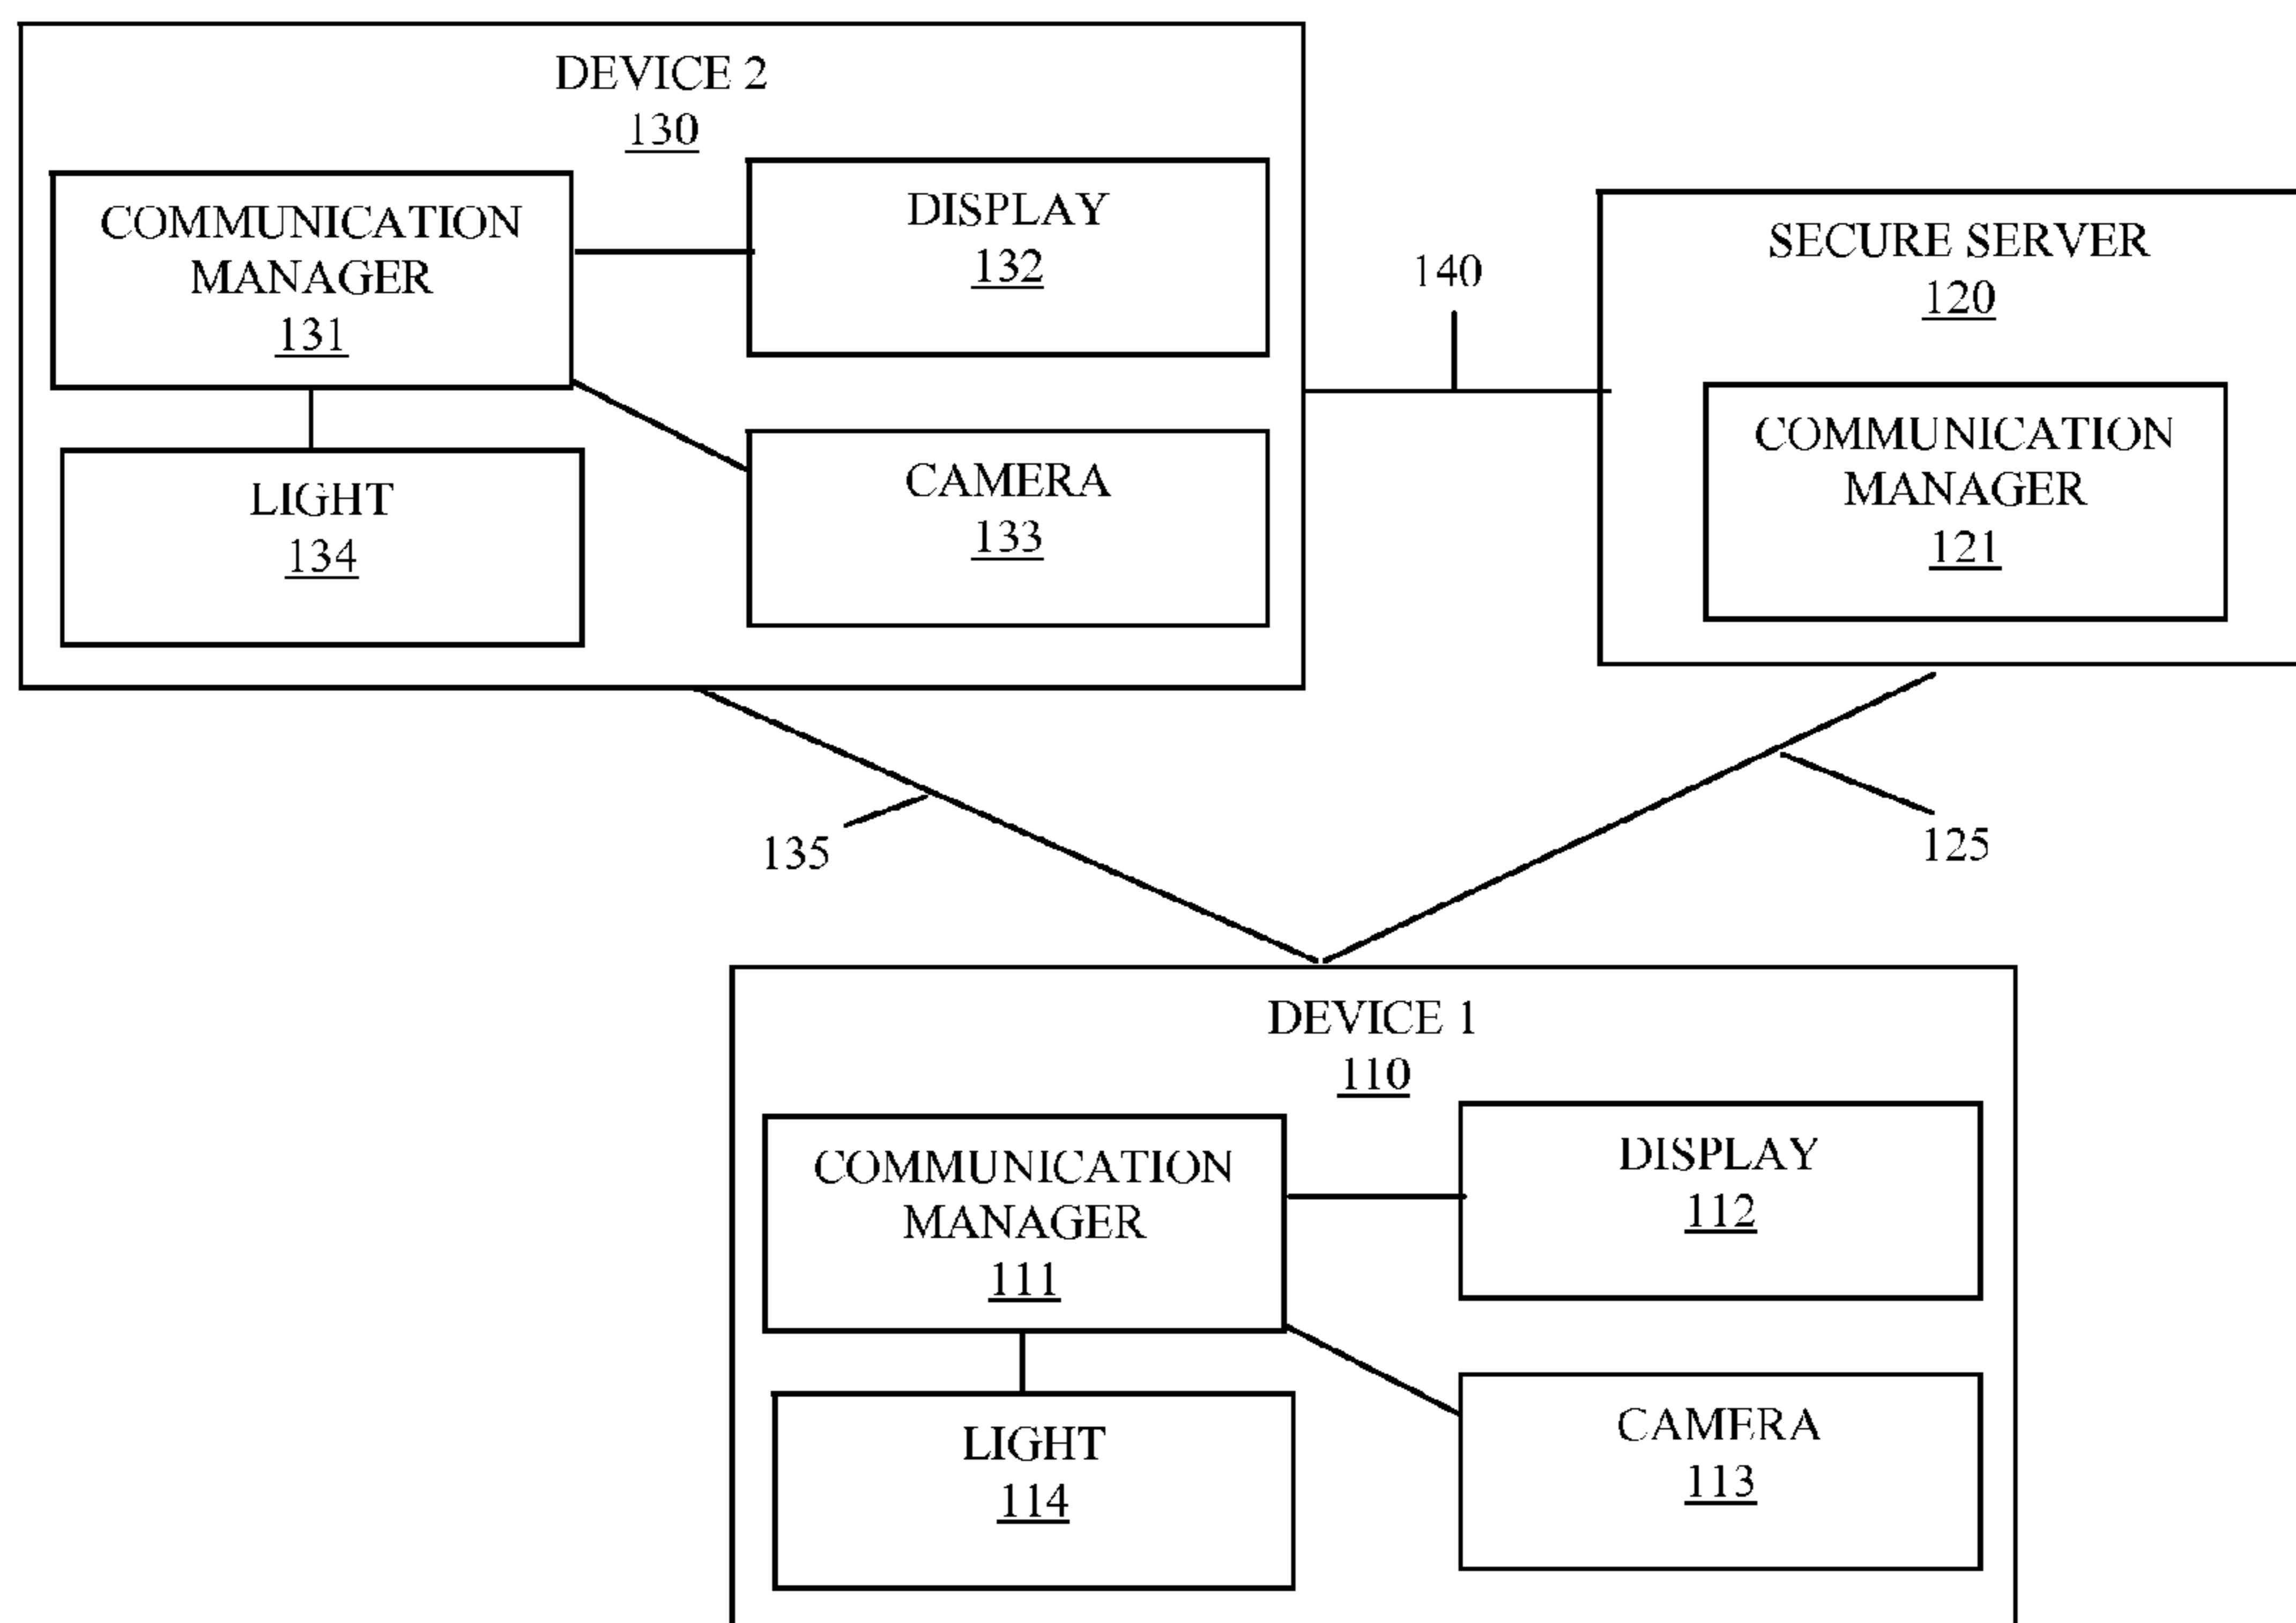 DEVICE 2
130
COMMUNICATION
MANAGER
131
DISPLAY
132
LIGHT
134
CAMERA
133
140
SECURE SERVER
120
COMMUNICATION
MANAGER
121
135
125
DEVICE 1
110
COMMUNICATION
MANAGER
111
DISPLAY
112
LIGHT
114
CAMERA
113